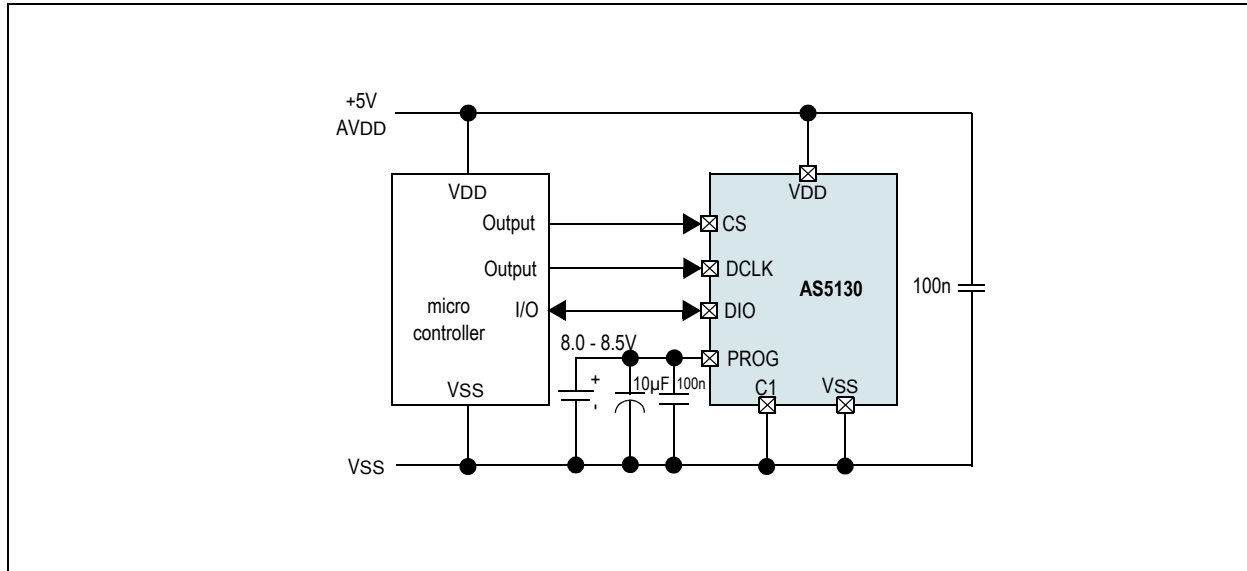 +5V
AVDD
VDD
VDD
Output
CS
Output
DCLK
AS5130
100n
micro
controller
I/O
DIO
8.0 - 8.5V
PROG
+
-
10µF
100n
C1
VSS
VSS
VSS